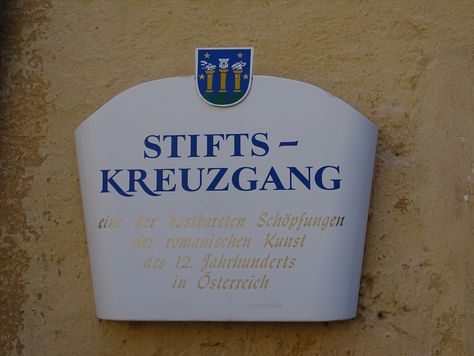 STIFTS –
KREUZGANG
eine der kostbarsten Schöpfungen
der romanischen Kunst
des 12. Jahrhunderts
in Österreich